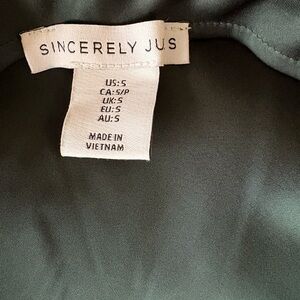 SINCERELY JUS
US:S
CA:S/P
UK:S
EU:S
AU:S
MADE IN
VIETNAM